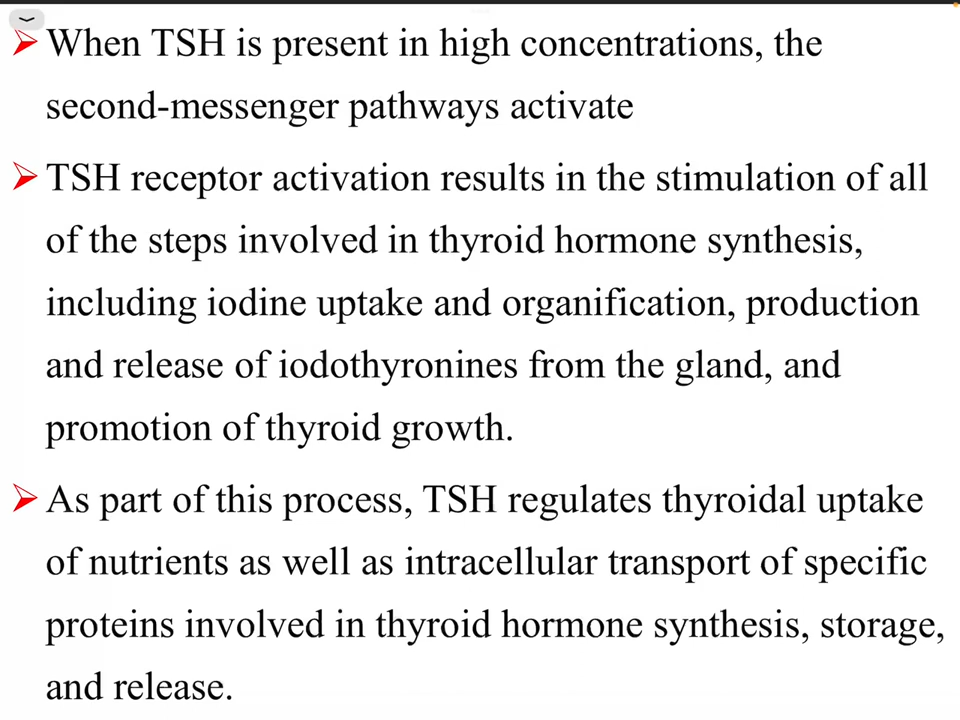 ➢ When TSH is present in high concentrations, the
second-messenger pathways activate
➢ TSH receptor activation results in the stimulation of all
of the steps involved in thyroid hormone synthesis,
including iodine uptake and organification, production
and release of iodothyronines from the gland, and
promotion of thyroid growth.
➢ As part of this process, TSH regulates thyroidal uptake
of nutrients as well as intracellular transport of specific
proteins involved in thyroid hormone synthesis, storage,
and release.